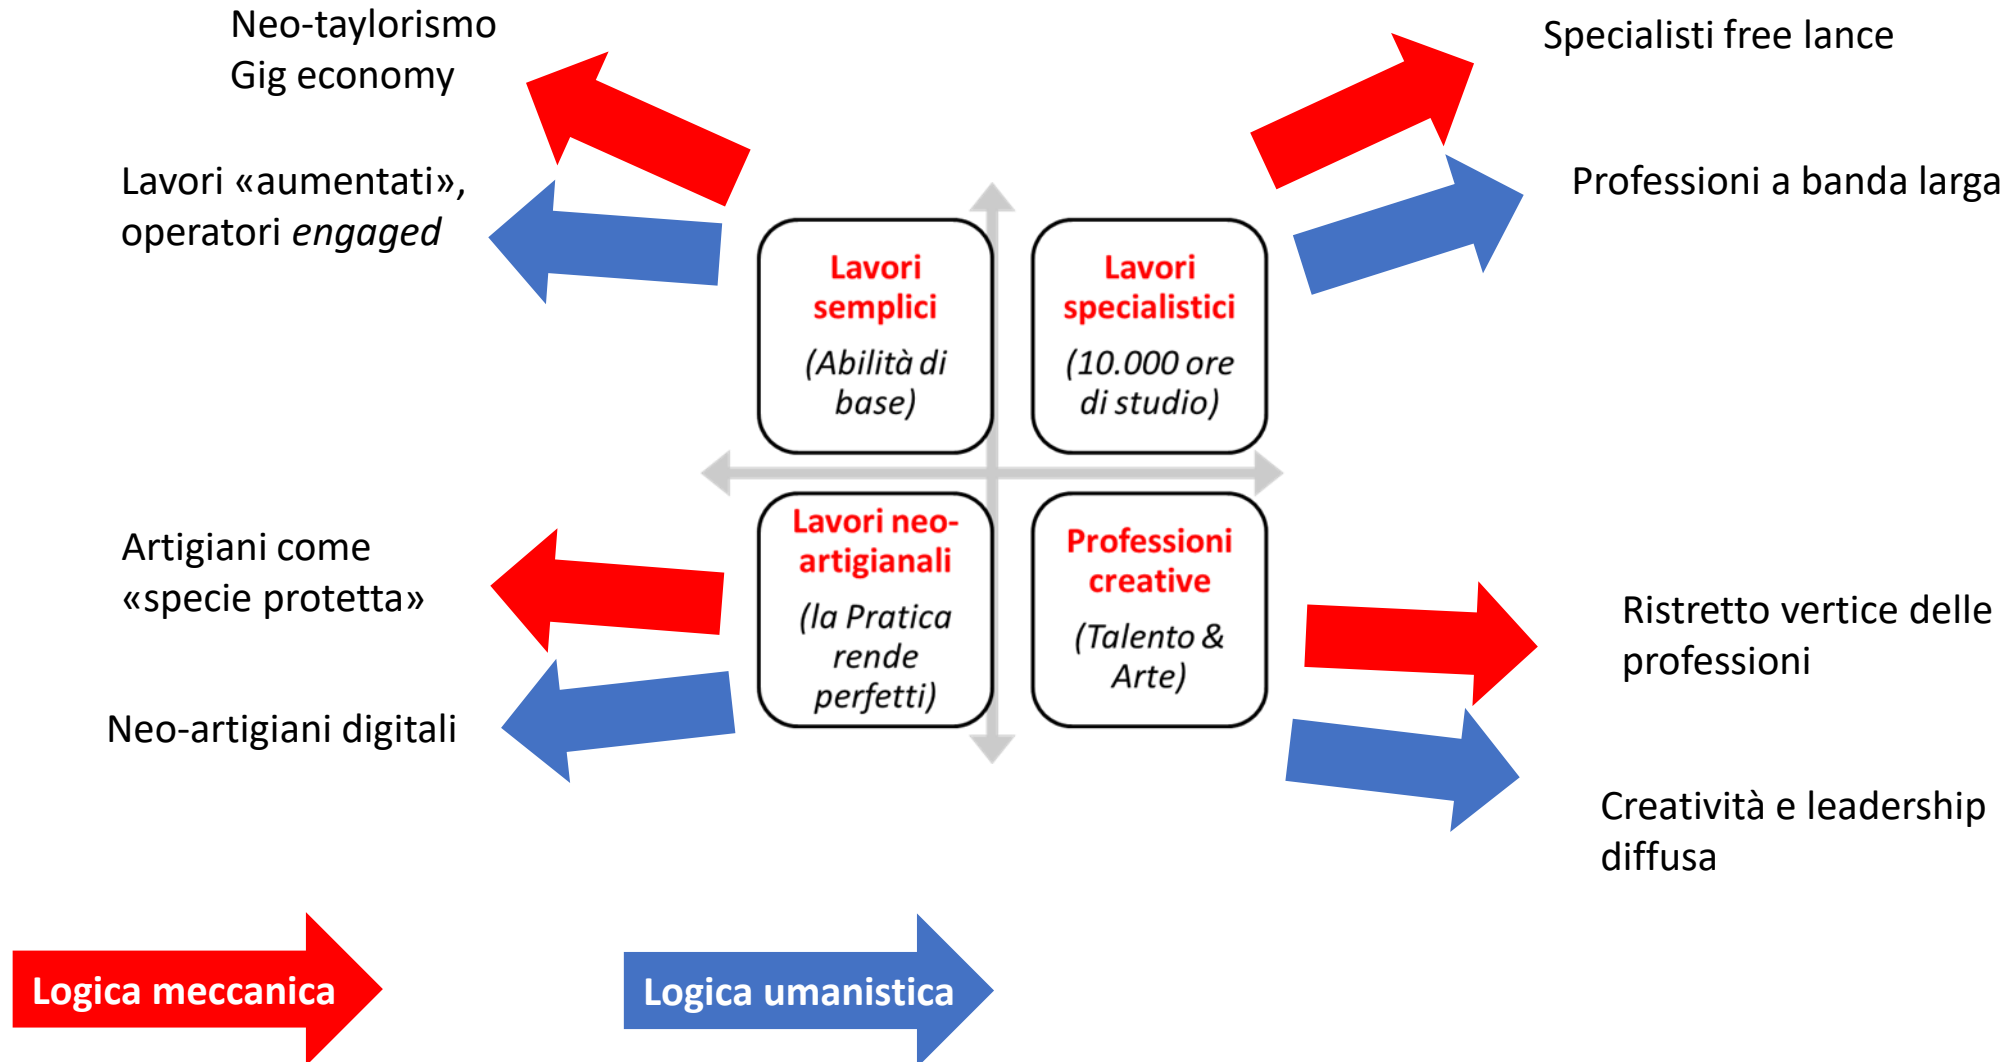 Neo-taylorismo
Gig economy
Specialisti free lance
Lavori «aumentati»,
operatori engaged
Professioni a banda larga
Lavori
semplici
(Abilità di
base)
Lavori
specialistici
(10.000 ore
di studio)
Artigiani come
«specie protetta»
Neo-artigiani digitali
Lavori neo-
artigianali
(la Pratica
rende
perfetti)
Professioni
creative
(Talento &
Arte)
Ristretto vertice delle
professioni
Creatività e leadership
diffusa
Logica meccanica
Logica umanistica